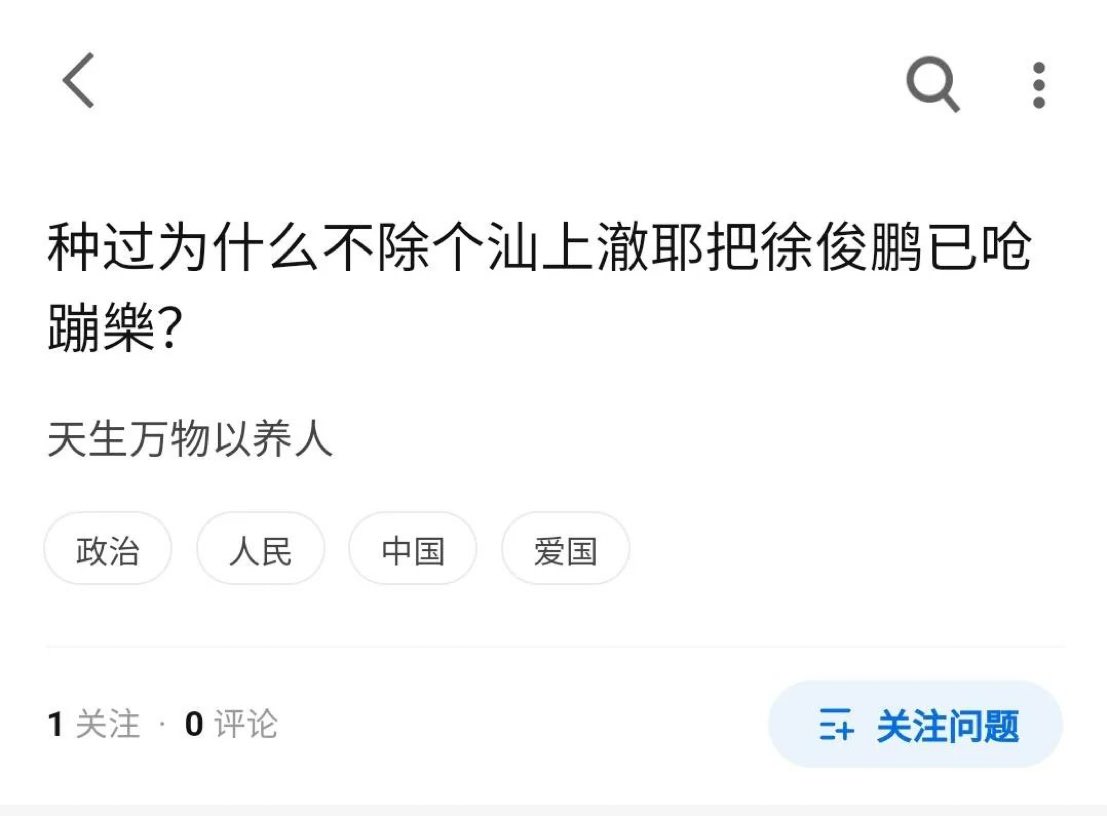 种过为什么不除个汕上澈耶把徐俊鹏已呛
蹦樂？
天生万物以养人
政治 人民 中国 爱国
1 关注 · 0 评论 关注问题